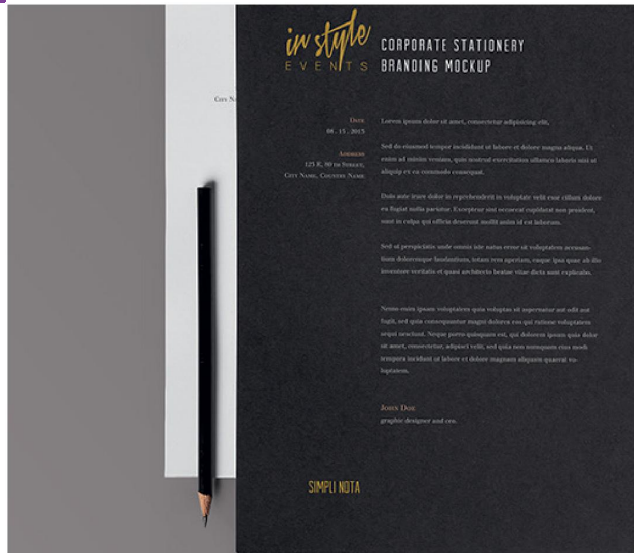 in style
EVENTS
CORPORATE STATIONERY
BRANDING MOCKUP
City N
Date
08 . 15 . 2015
Address
125 E, 90 th Street,
City Name, Country Name
Lorem ipsum dolor sit amet, consectetur adipisicing elit,
Sed do eiusmod tempor incididunt ut labore et dolore magna aliqua. Ut
enim ad minim veniam, quis nostrud exercitation ullamco laboris nisi ut
aliquip ex ea commodo consequat.
Duis aute irure dolor in reprehenderit in voluptate velit esse cillum dolore
eu fugiat nulla pariatur. Excepteur sint occaecat cupidatat non proident,
sunt in culpa qui officia deserunt mollit anim id est laborum.
Sed ut perspiciatis unde omnis iste natus error sit voluptatem accusan-
tium doloremque laudantium, totam rem aperiam, eaque ipsa quae ab illo
inventore veritatis et quasi architecto beatae vitae dicta sunt explicabo.
Nemo enim ipsam voluptatem quia voluptas sit aspernatur aut odit aut
fugit, sed quia consequuntur magni dolores eos qui ratione voluptatem
sequi nesciunt. Neque porro quisquam est, qui dolorem ipsum quia dolor
sit amet, consectetur, adipisci velit, sed quia non numquam eius modi
tempora incidunt ut labore et dolore magnam aliquam quaerat vo-
luptatem.
John Doe
graphic designer and ceo.
SIMPLI NOTA